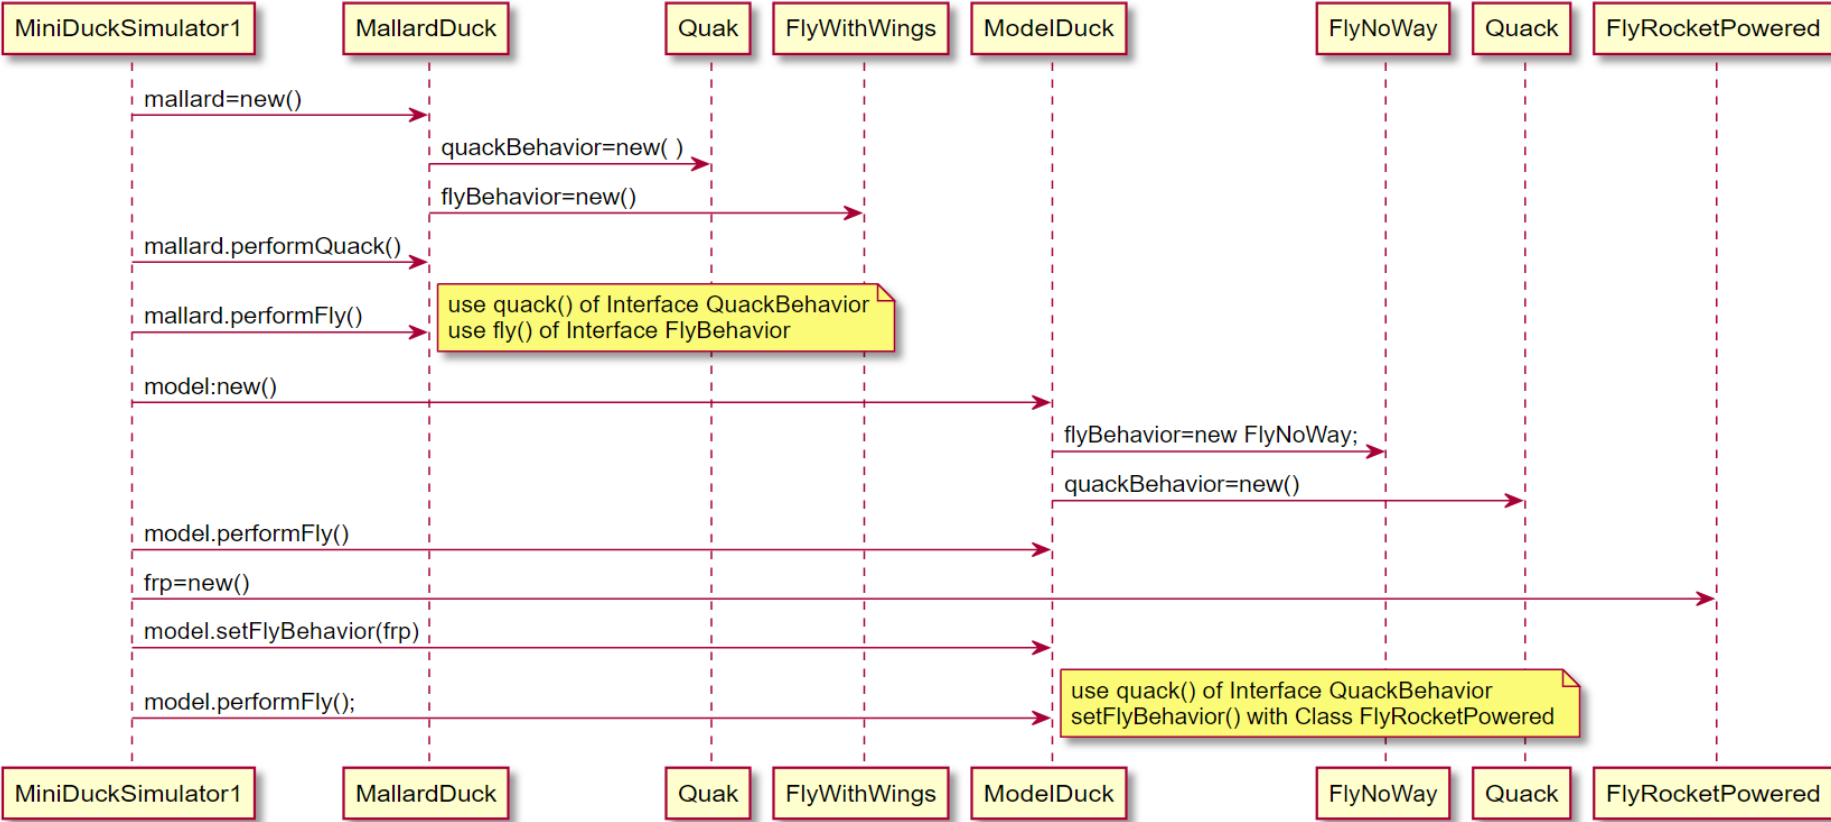 MiniDuckSimulator1 MallardDuck Quak FlyWithWings ModelDuck FlyNoWay Quack FlyRocketPowered
mallard=new()
quackBehavior=new( )
flyBehavior=new()
mallard.performQuack()
use quack() of Interface QuackBehavior
use fly() of Interface FlyBehavior
mallard.performFly()
model:new()
flyBehavior=new FlyNoWay;
quackBehavior=new()
model.performFly()
frp=new()
model.setFlyBehavior(frp)
use quack() of Interface QuackBehavior
setFlyBehavior() with Class FlyRocketPowered
model.performFly();
MiniDuckSimulator1 MallardDuck Quak FlyWithWings ModelDuck FlyNoWay Quack FlyRocketPowered